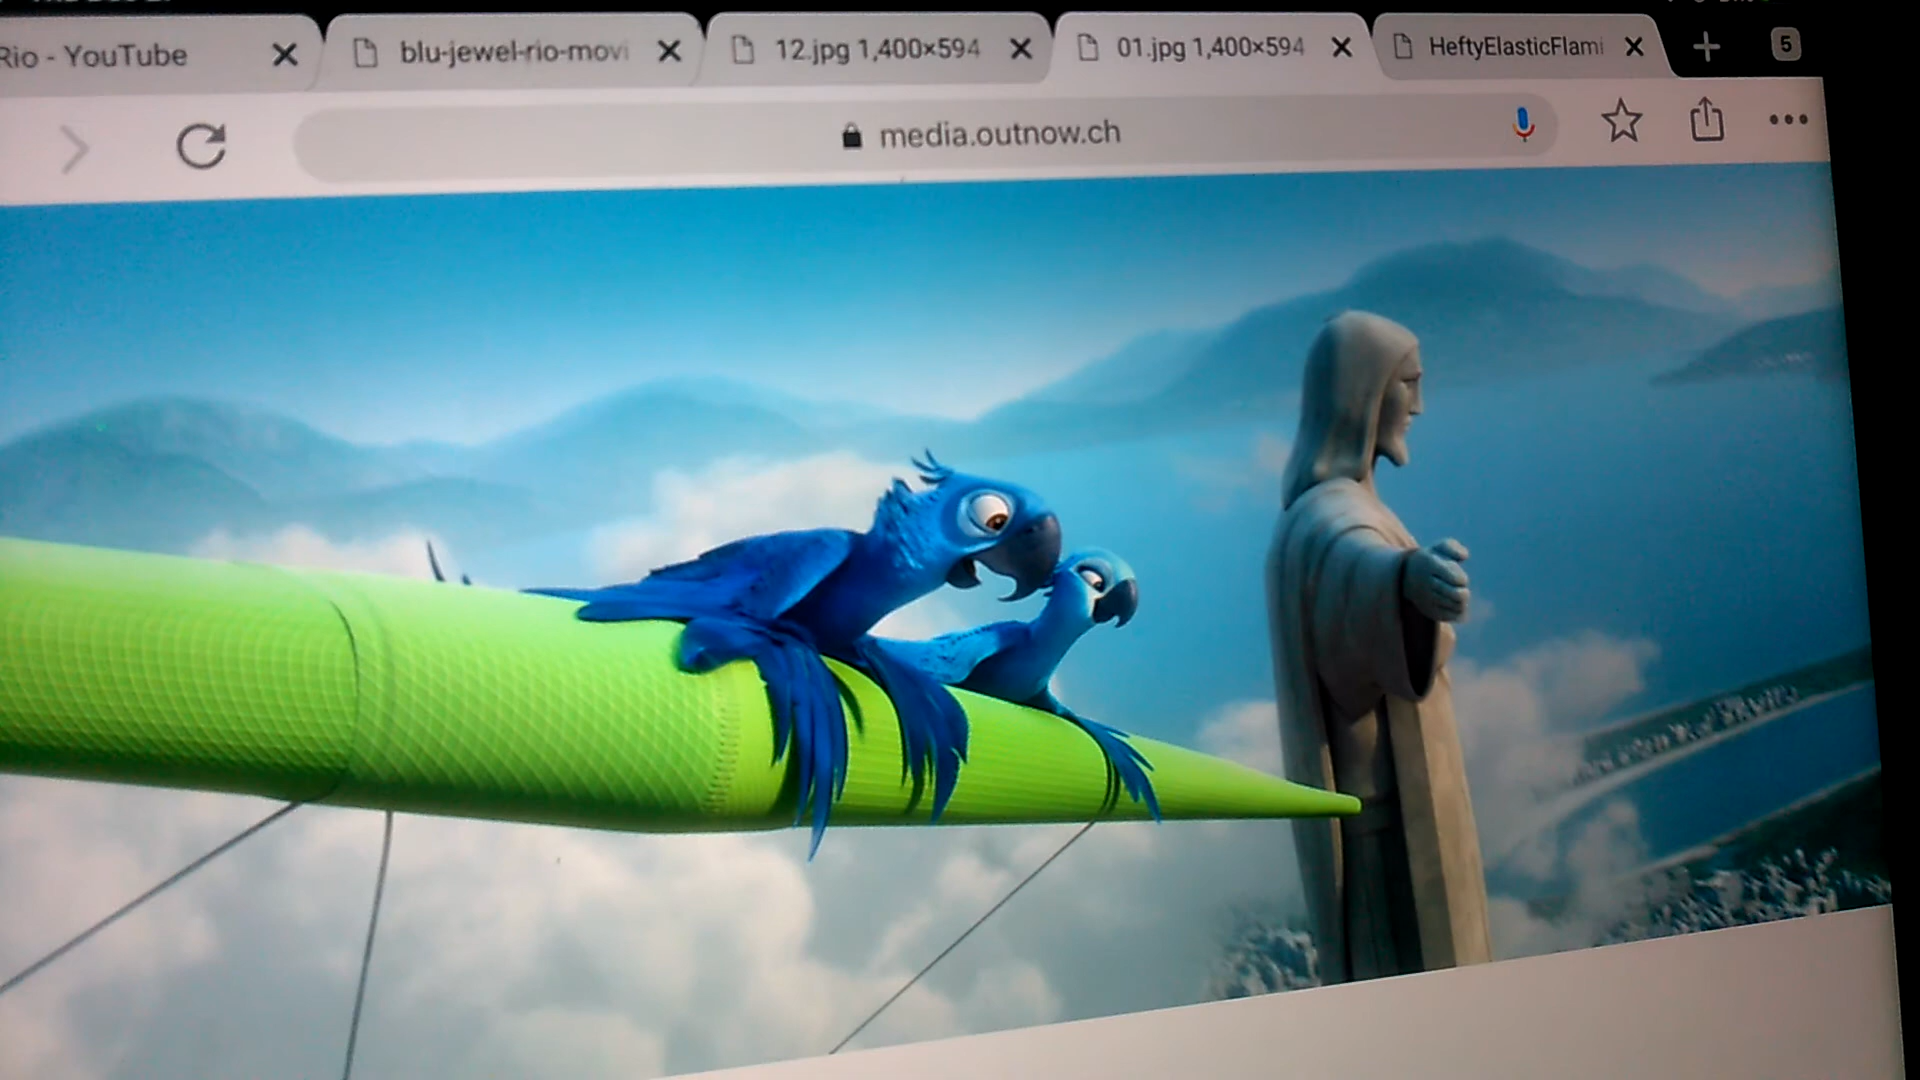 Rio - YouTube
blu-jewel-rio-movi
12.jpg 1,400×594
01.jpg 1,400×594
HeftyElasticFlami
5
media.outnow.ch